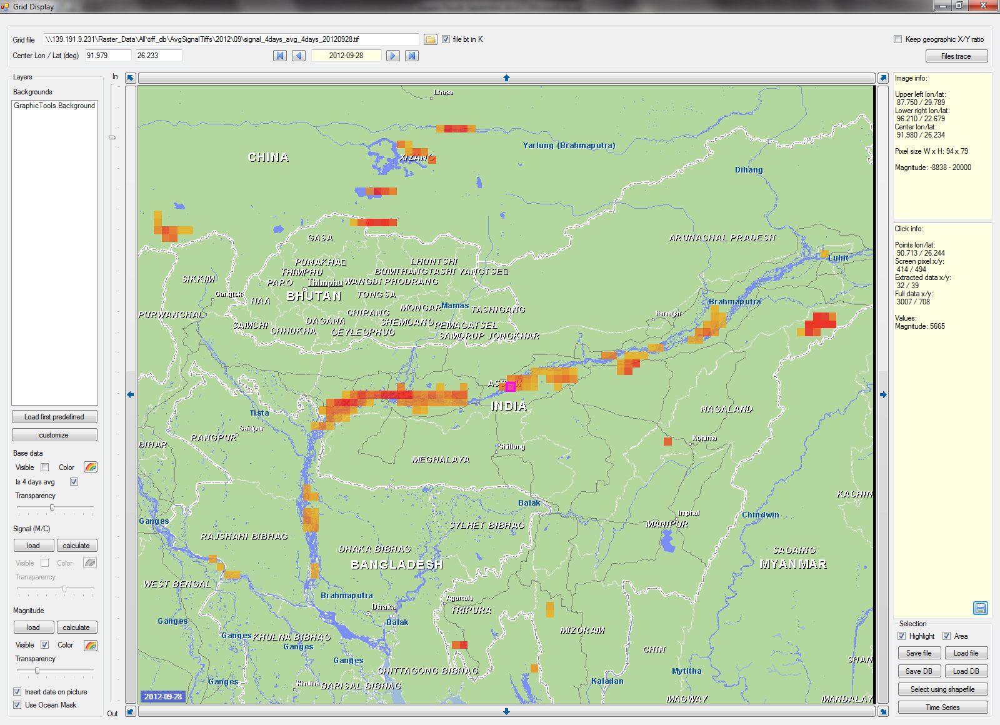 Grid Display
Grid file
\\139.191.9.231\Raster_Data\All\tiff_db\AvgSignalTiffs\2012\09\signal_4days_avg_4days_20120928.tif
file bt in K
Keep geographic X/Y ratio
Center Lon / Lat (deg)
91.979
26.233
2012-09-28
Files trace
Layers
Backgrounds
GraphicTools.Background
Load first predefined
customize
Base data
Visible
Color
Is 4 days avg
Transparency
Signal (M/C)
load
calculate
Visible
Color
Transparency
Magnitude
load
calculate
Visible
Color
Transparency
Insert date on picture
Use Ocean Mask
In
Out
Lhasa
CHINA
XIZANG
Yarlung (Brahmaputra)
Dihang
GASA
ARUNACHAL PRADESH
Luhit
PUNAKHA
LHUNTSHI
THIMPHU
BUMTHANGTASHI YANGTSE
SIKKIM
PARO
Thimphu
WANGDI PHODRANG
Gangtok
BHUTAN
TONGSA
HAA
MONGAR
Mamas
TASHIGANG
Brahmaputra
PURWANCHAL
CHIRANG
Itanagar
SAMCHI
DAGANA
SHEMGANG
PEMAGATSEL
CHHUKHA
GEYLEGPHUG
SAMDRUP JONGKHAR
ASSAM
INDIA
NAGALAND
Tista
Saidpur
RANGPUR
BIHAR
Shillong
Kohima
MEGHALAYA
KACHIN
Balak
Chindwin
Ganges
Imphal
MANIPUR
SYLHET BIBHAG
RAJSHAHI BIBHAG
DHAKA BIBHAG
SAGAING
BANGLADESH
MYANMAR
WEST BENGAL
Brahmaputra
Agartala
Dhaka
TRIPURA
Ganges
Balak
MIZORAM
Ganges
KHULNA BIBHAG
Ganges
CHIN
Ganges
SHAN
CHITTAGONG BIBHAG
Mytitha
Ganges
Khulna
BARISAL BIBHAG
Kaladan
MAGWAY
MANDALAY
2012-09-28
Image info:
Upper left lon/lat:
87.750 / 29.789
Lower right lon/lat:
96.210 / 22.679
Center lon/lat:
91.980 / 26.234
Pixel size W x H: 94 x 79
Magnitude: -8838 - 20000
Click info:
Points lon/lat:
90.713 / 26.244
Screen pixel x/y:
414 / 494
Extracted data x/y:
32 / 39
Full data x/y:
3007 / 708
Values:
Magnitude: 5665
Selection
Highlight
Area
Save file
Load file
Save DB
Load DB
Select using shapefile
Time Series